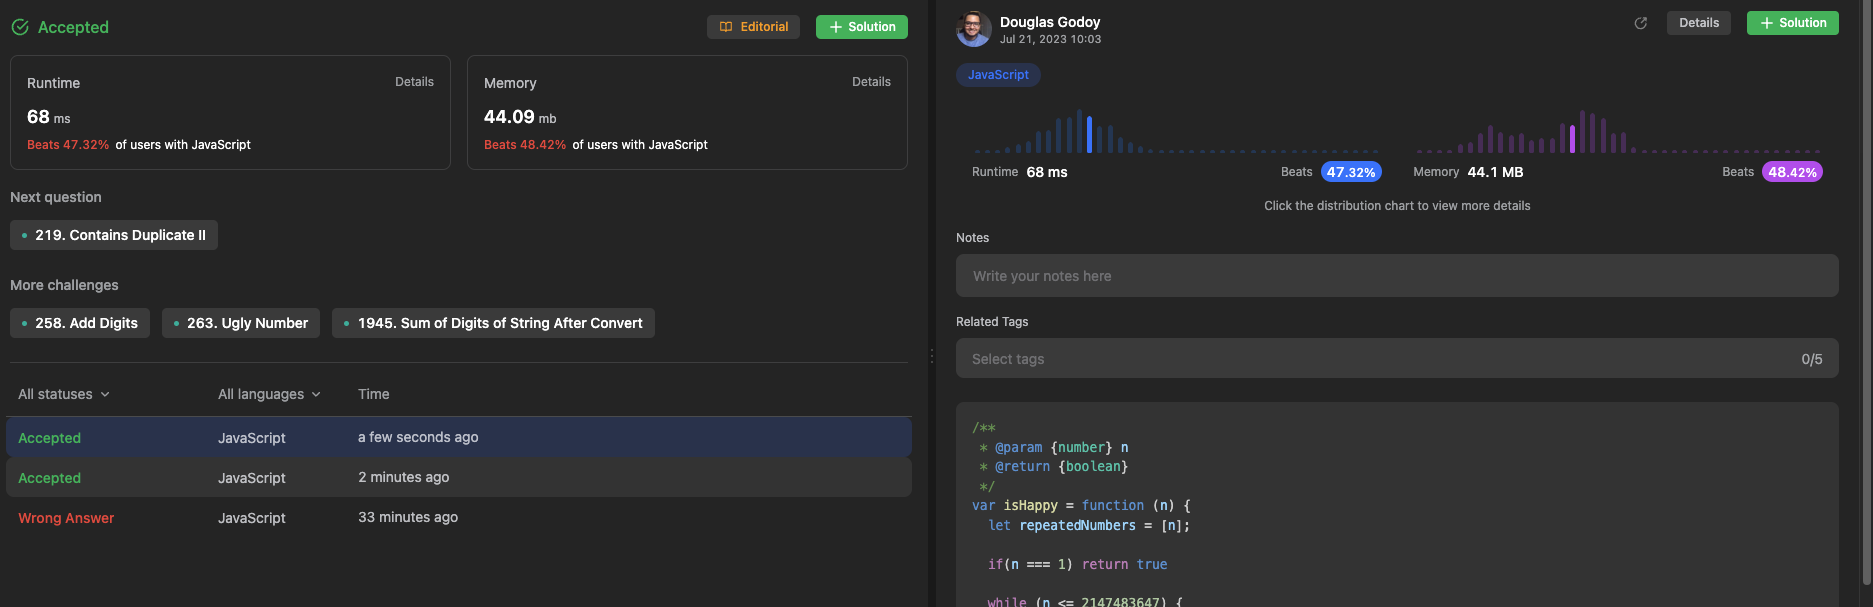 Accepted
Editorial
Solution
Runtime
Details
68 ms
Beats 47.32% of users with JavaScript
Memory
Details
44.09 mb
Beats 48.42% of users with JavaScript
Next question
219. Contains Duplicate II
More challenges
258. Add Digits
263. Ugly Number
1945. Sum of Digits of String After Convert
All statuses
All languages
Time
Accepted JavaScript a few seconds ago
Accepted JavaScript 2 minutes ago
Wrong Answer JavaScript 33 minutes ago
Douglas Godoy
Jul 21, 2023 10:03
Details
Solution
JavaScript
Runtime 68 ms
Beats 47.32%
Memory 44.1 MB
Beats 48.42%
Click the distribution chart to view more details
Notes
Write your notes here
Related Tags
Select tags
0/5
/**
 * @param {number} n
 * @return {boolean}
 */
var isHappy = function (n) {
  let repeatedNumbers = [n];
  if(n === 1) return true
  while (n <= 2147483647) {